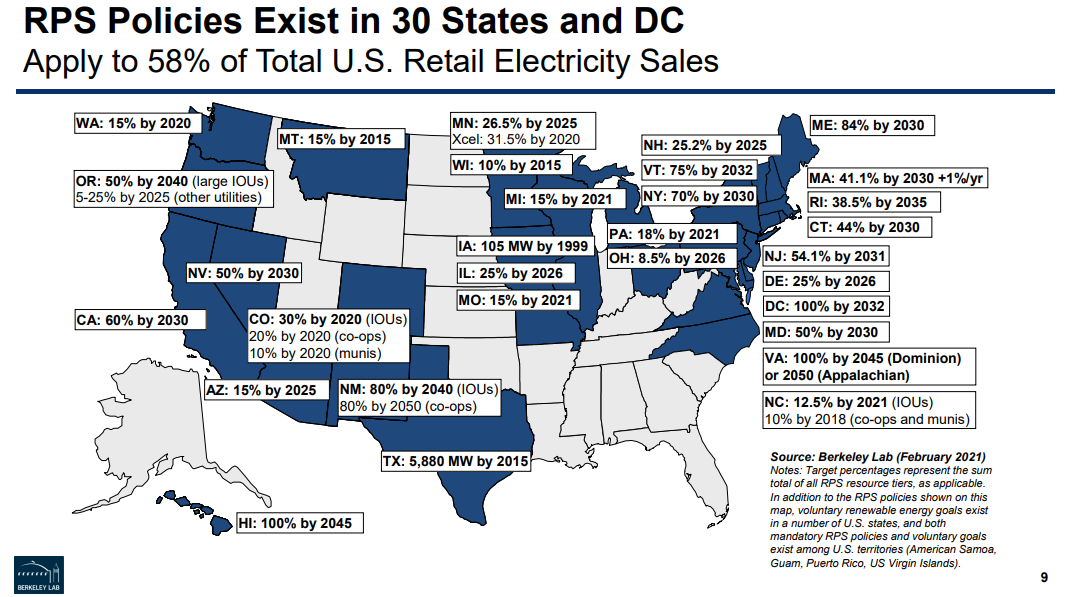 RPS Policies Exist in 30 States and DC
Apply to 58% of Total U.S. Retail Electricity Sales
WA: 15% by 2020
MT: 15% by 2015
MN: 26.5% by 2025
Xcel: 31.5% by 2020
ME: 84% by 2030
NH: 25.2% by 2025
WI: 10% by 2015
VT: 75% by 2032
OR: 50% by 2040 (large IOUs)
5-25% by 2025 (other utilities)
MA: 41.1% by 2030 +1%/yr
MI: 15% by 2021
NY: 70% by 2030
RI: 38.5% by 2035
CT: 44% by 2030
PA: 18% by 2021
IA: 105 MW by 1999
OH: 8.5% by 2026
NJ: 54.1% by 2031
NV: 50% by 2030
IL: 25% by 2026
DE: 25% by 2026
MO: 15% by 2021
DC: 100% by 2032
CA: 60% by 2030
CO: 30% by 2020 (IOUs)
20% by 2020 (co-ops)
10% by 2020 (munis)
MD: 50% by 2030
VA: 100% by 2045 (Dominion)
or 2050 (Appalachian)
AZ: 15% by 2025
NM: 80% by 2040 (IOUs)
80% by 2050 (co-ops)
NC: 12.5% by 2021 (IOUs)
10% by 2018 (co-ops and munis)
TX: 5,880 MW by 2015
HI: 100% by 2045
Source: Berkeley Lab (February 2021)
Notes: Target percentages represent the sum
total of all RPS resource tiers, as applicable.
In addition to the RPS policies shown on this
map, voluntary renewable energy goals exist
in a number of U.S. states, and both
mandatory RPS policies and voluntary goals
exist among U.S. territories (American Samoa,
Guam, Puerto Rico, US Virgin Islands).
BERKELEY LAB
9